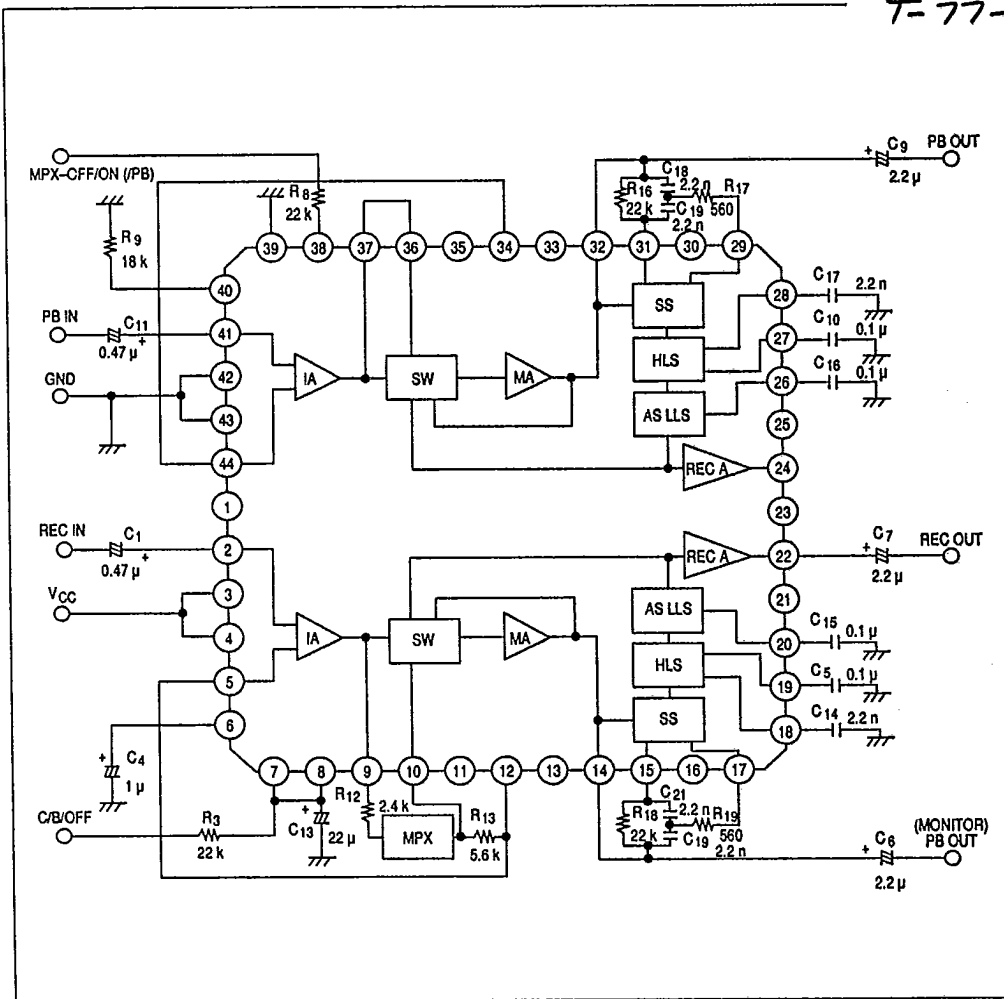 T-77-
MPX-OFF/ON (/PB)
R8
22 k
R9
18 k
39
38
37
36
35
34
33
32
31
30
29
R16
22 k
C18
2.2 n
C19
2.2 n
R17
560
+ C9
2.2 µ
PB OUT
40
PB IN
C11
0.47 µ +
41
GND
42
43
44
IA
SW
MA
SS
HLS
AS LLS
REC A
28
C17
2.2 n
27
C10
0.1 µ
26
C16
0.1 µ
25
24
23
1
REC IN
C1
0.47 µ +
2
VCC
3
4
5
6
IA
SW
MA
REC A
AS LLS
HLS
SS
22
+ C7
2.2 µ
REC OUT
21
20
C15
0.1 µ
19
C5
0.1 µ
18
C14
2.2 n
+ C4
1 µ
7
8
9
10
11
12
13
14
15
16
17
C/B/OFF
R3
22 k
+
C13
22 µ
R12
2.4 k
MPX
R13
5.6 k
R18
22 k
C21
2.2 n
C19
2.2 n
R19
560
+ C6
2.2 µ
(MONITOR)
PB OUT